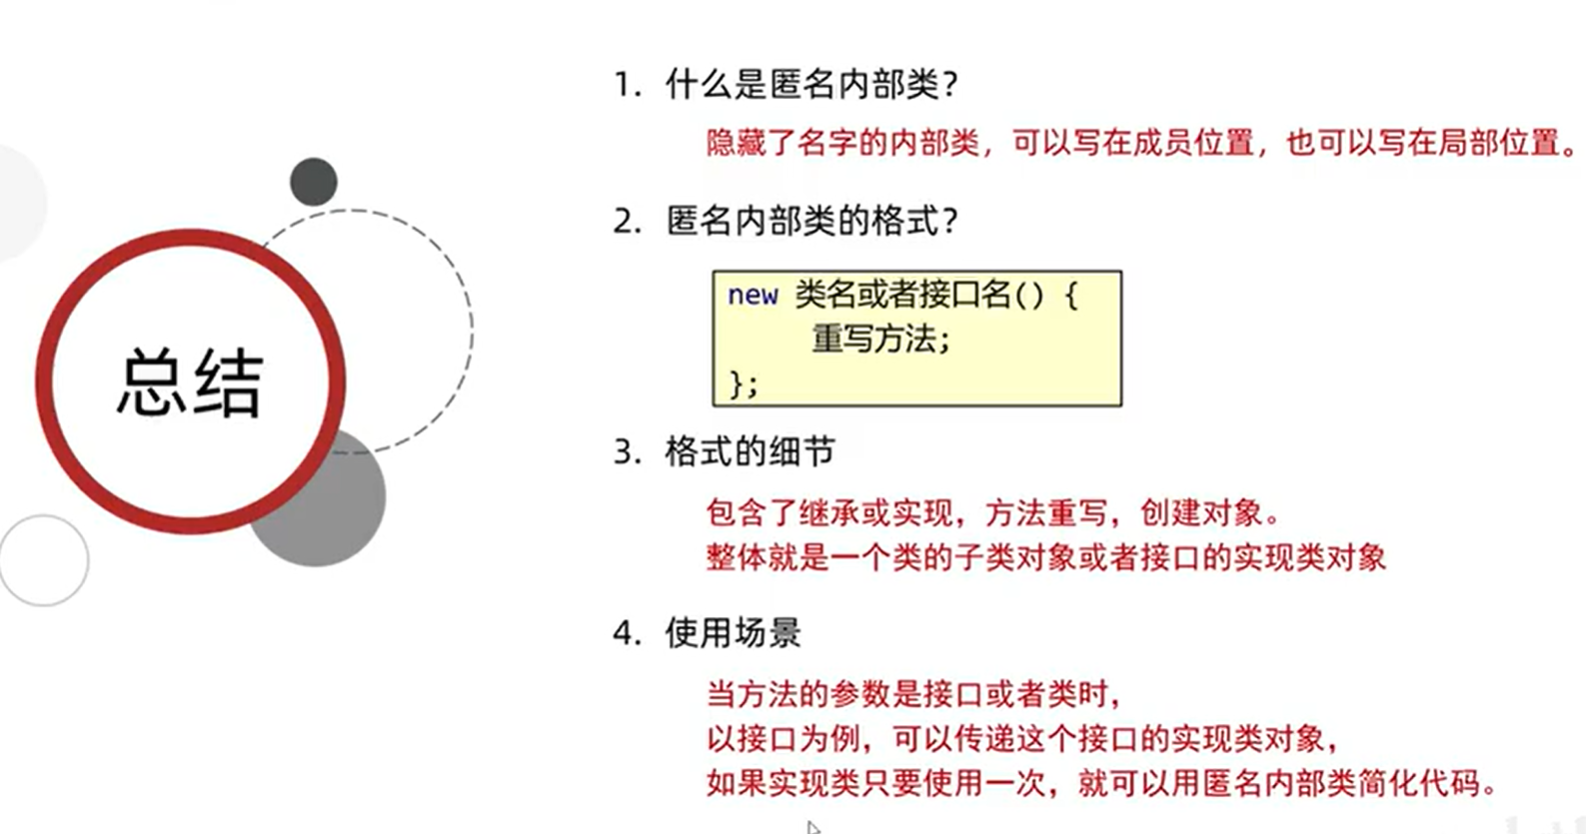 总结
1. 什么是匿名内部类？
隐藏了名字的内部类，可以写在成员位置，也可以写在局部位置。
2. 匿名内部类的格式？
new 类名或者接口名() {
重写方法;
};
3. 格式的细节
包含了继承或实现，方法重写，创建对象。
整体就是一个类的子类对象或者接口的实现类对象
4. 使用场景
当方法的参数是接口或者类时，
以接口为例，可以传递这个接口的实现类对象，
如果实现类只要使用一次，就可以用匿名内部类简化代码。